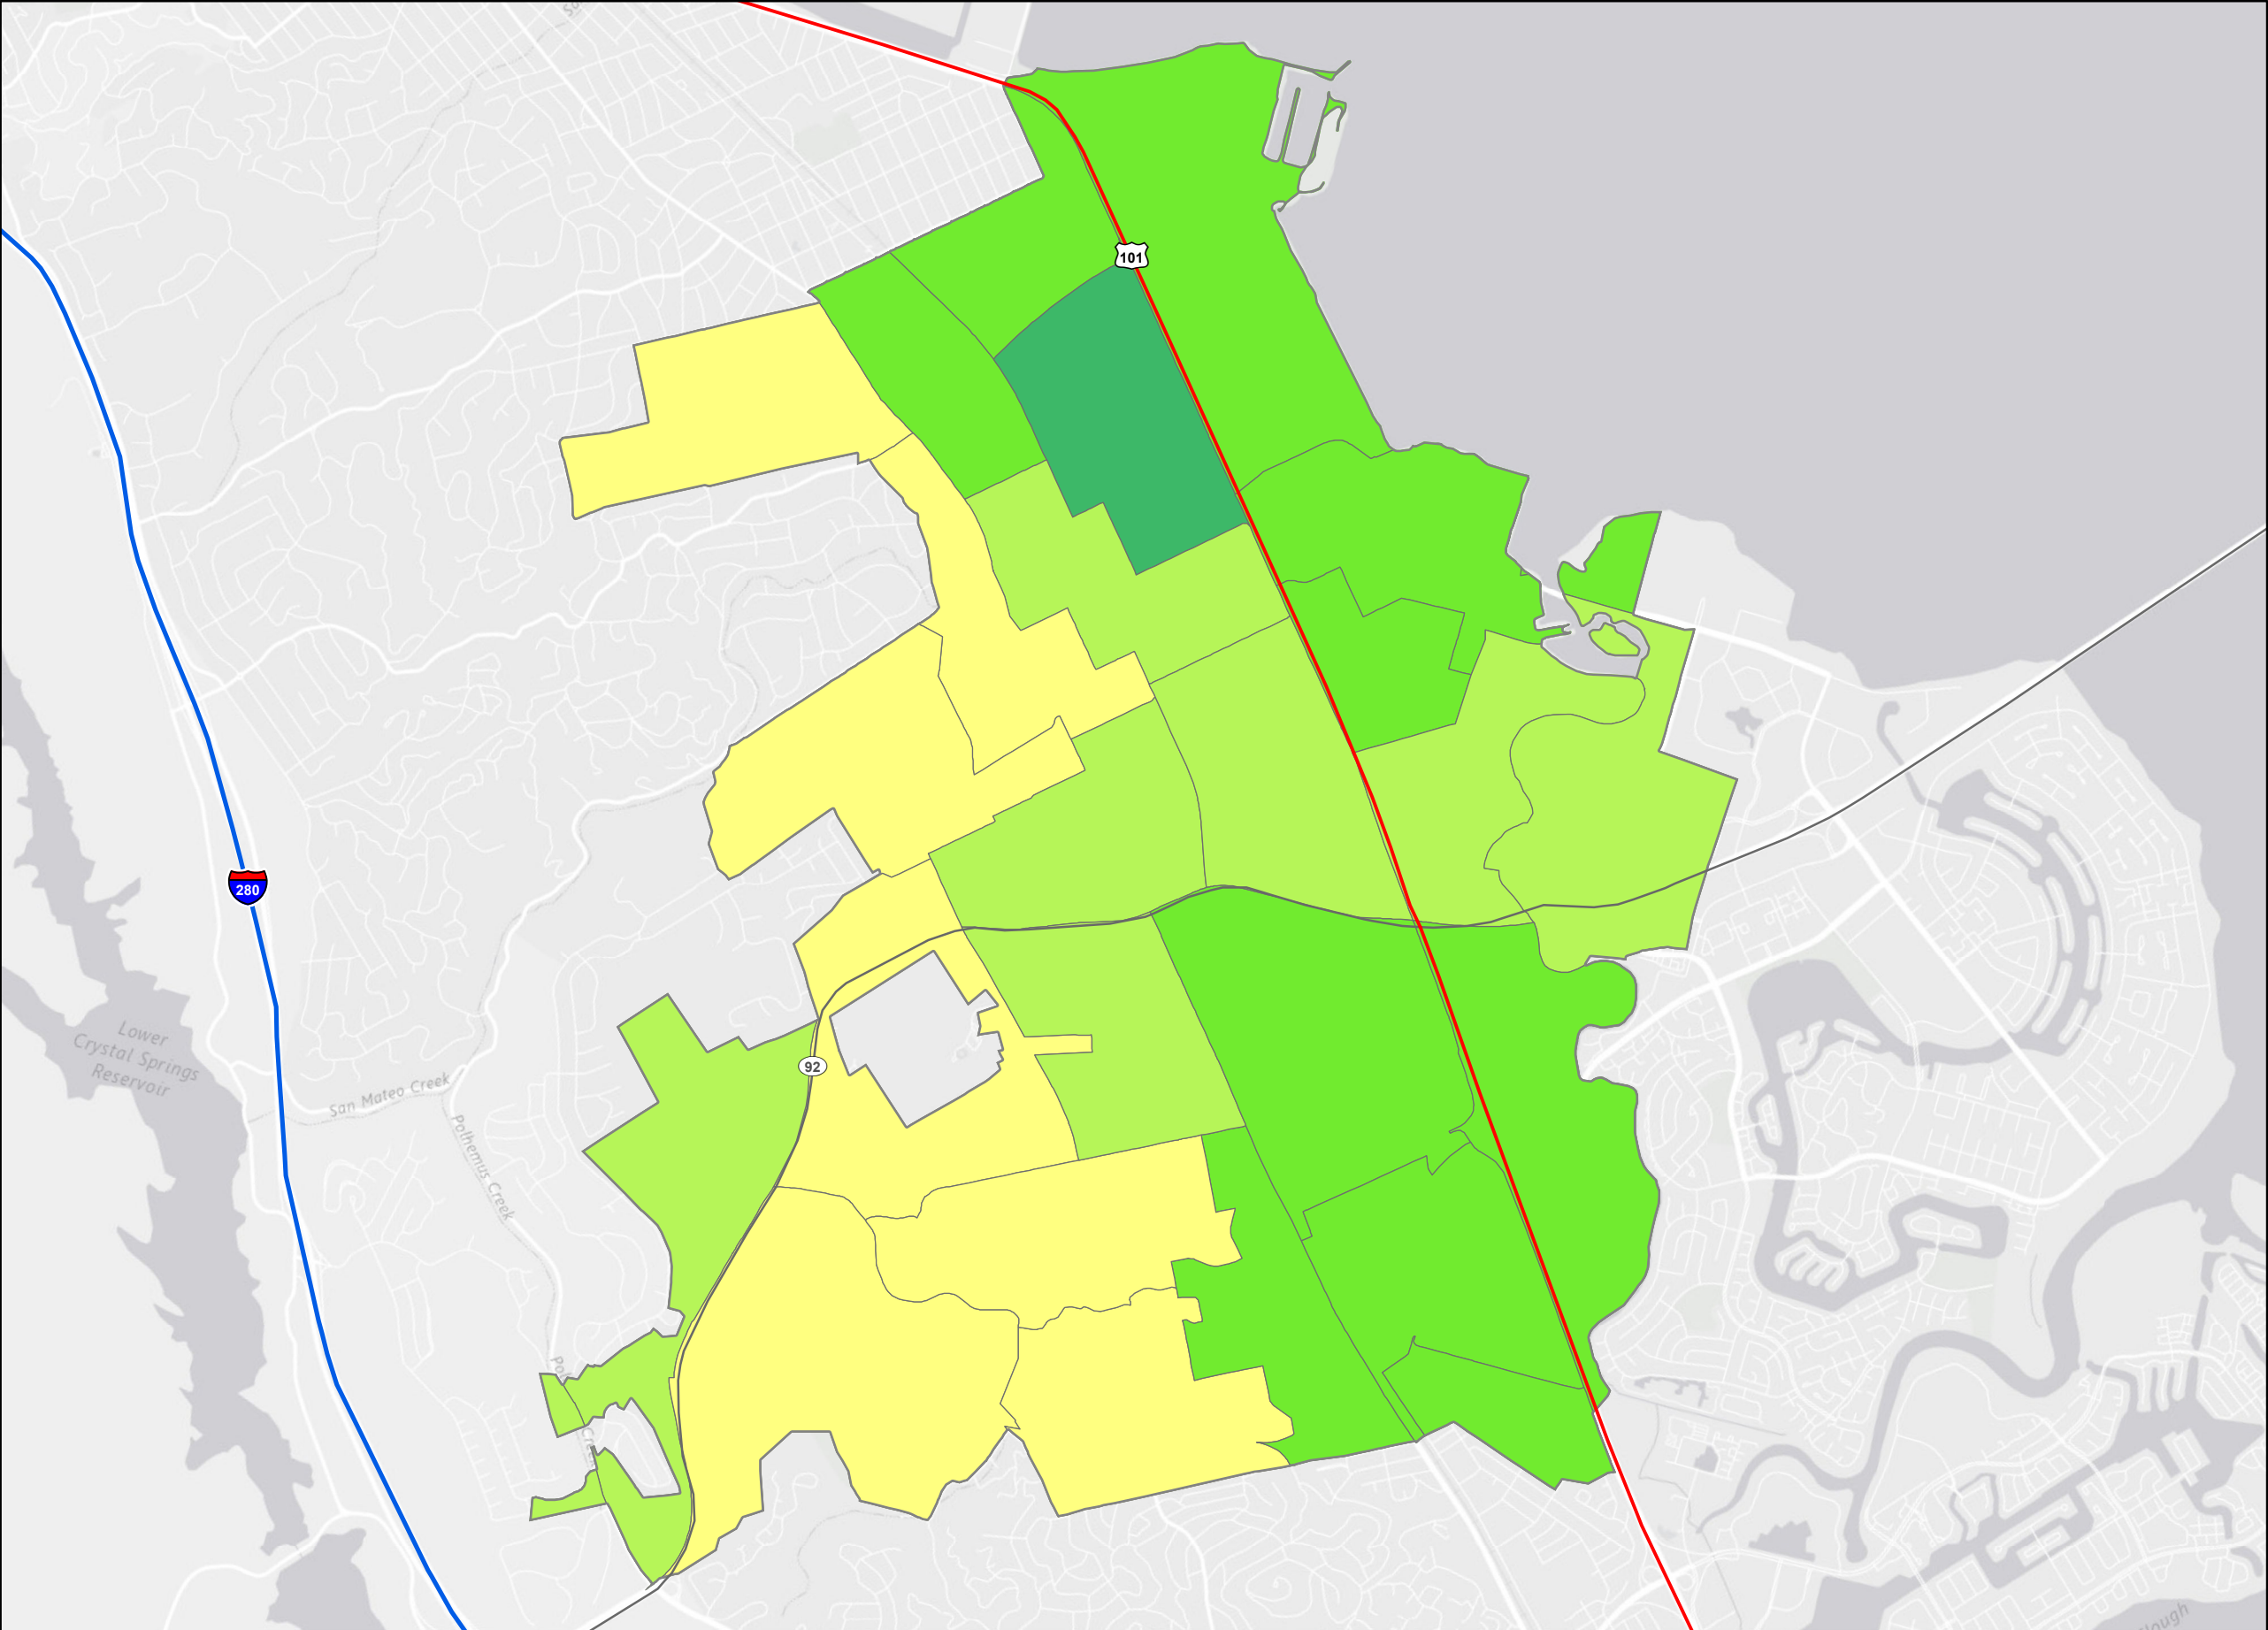 101
280
Lower
Crystal Springs
Reservoir
San Mateo Creek
92
Polhemus Creek